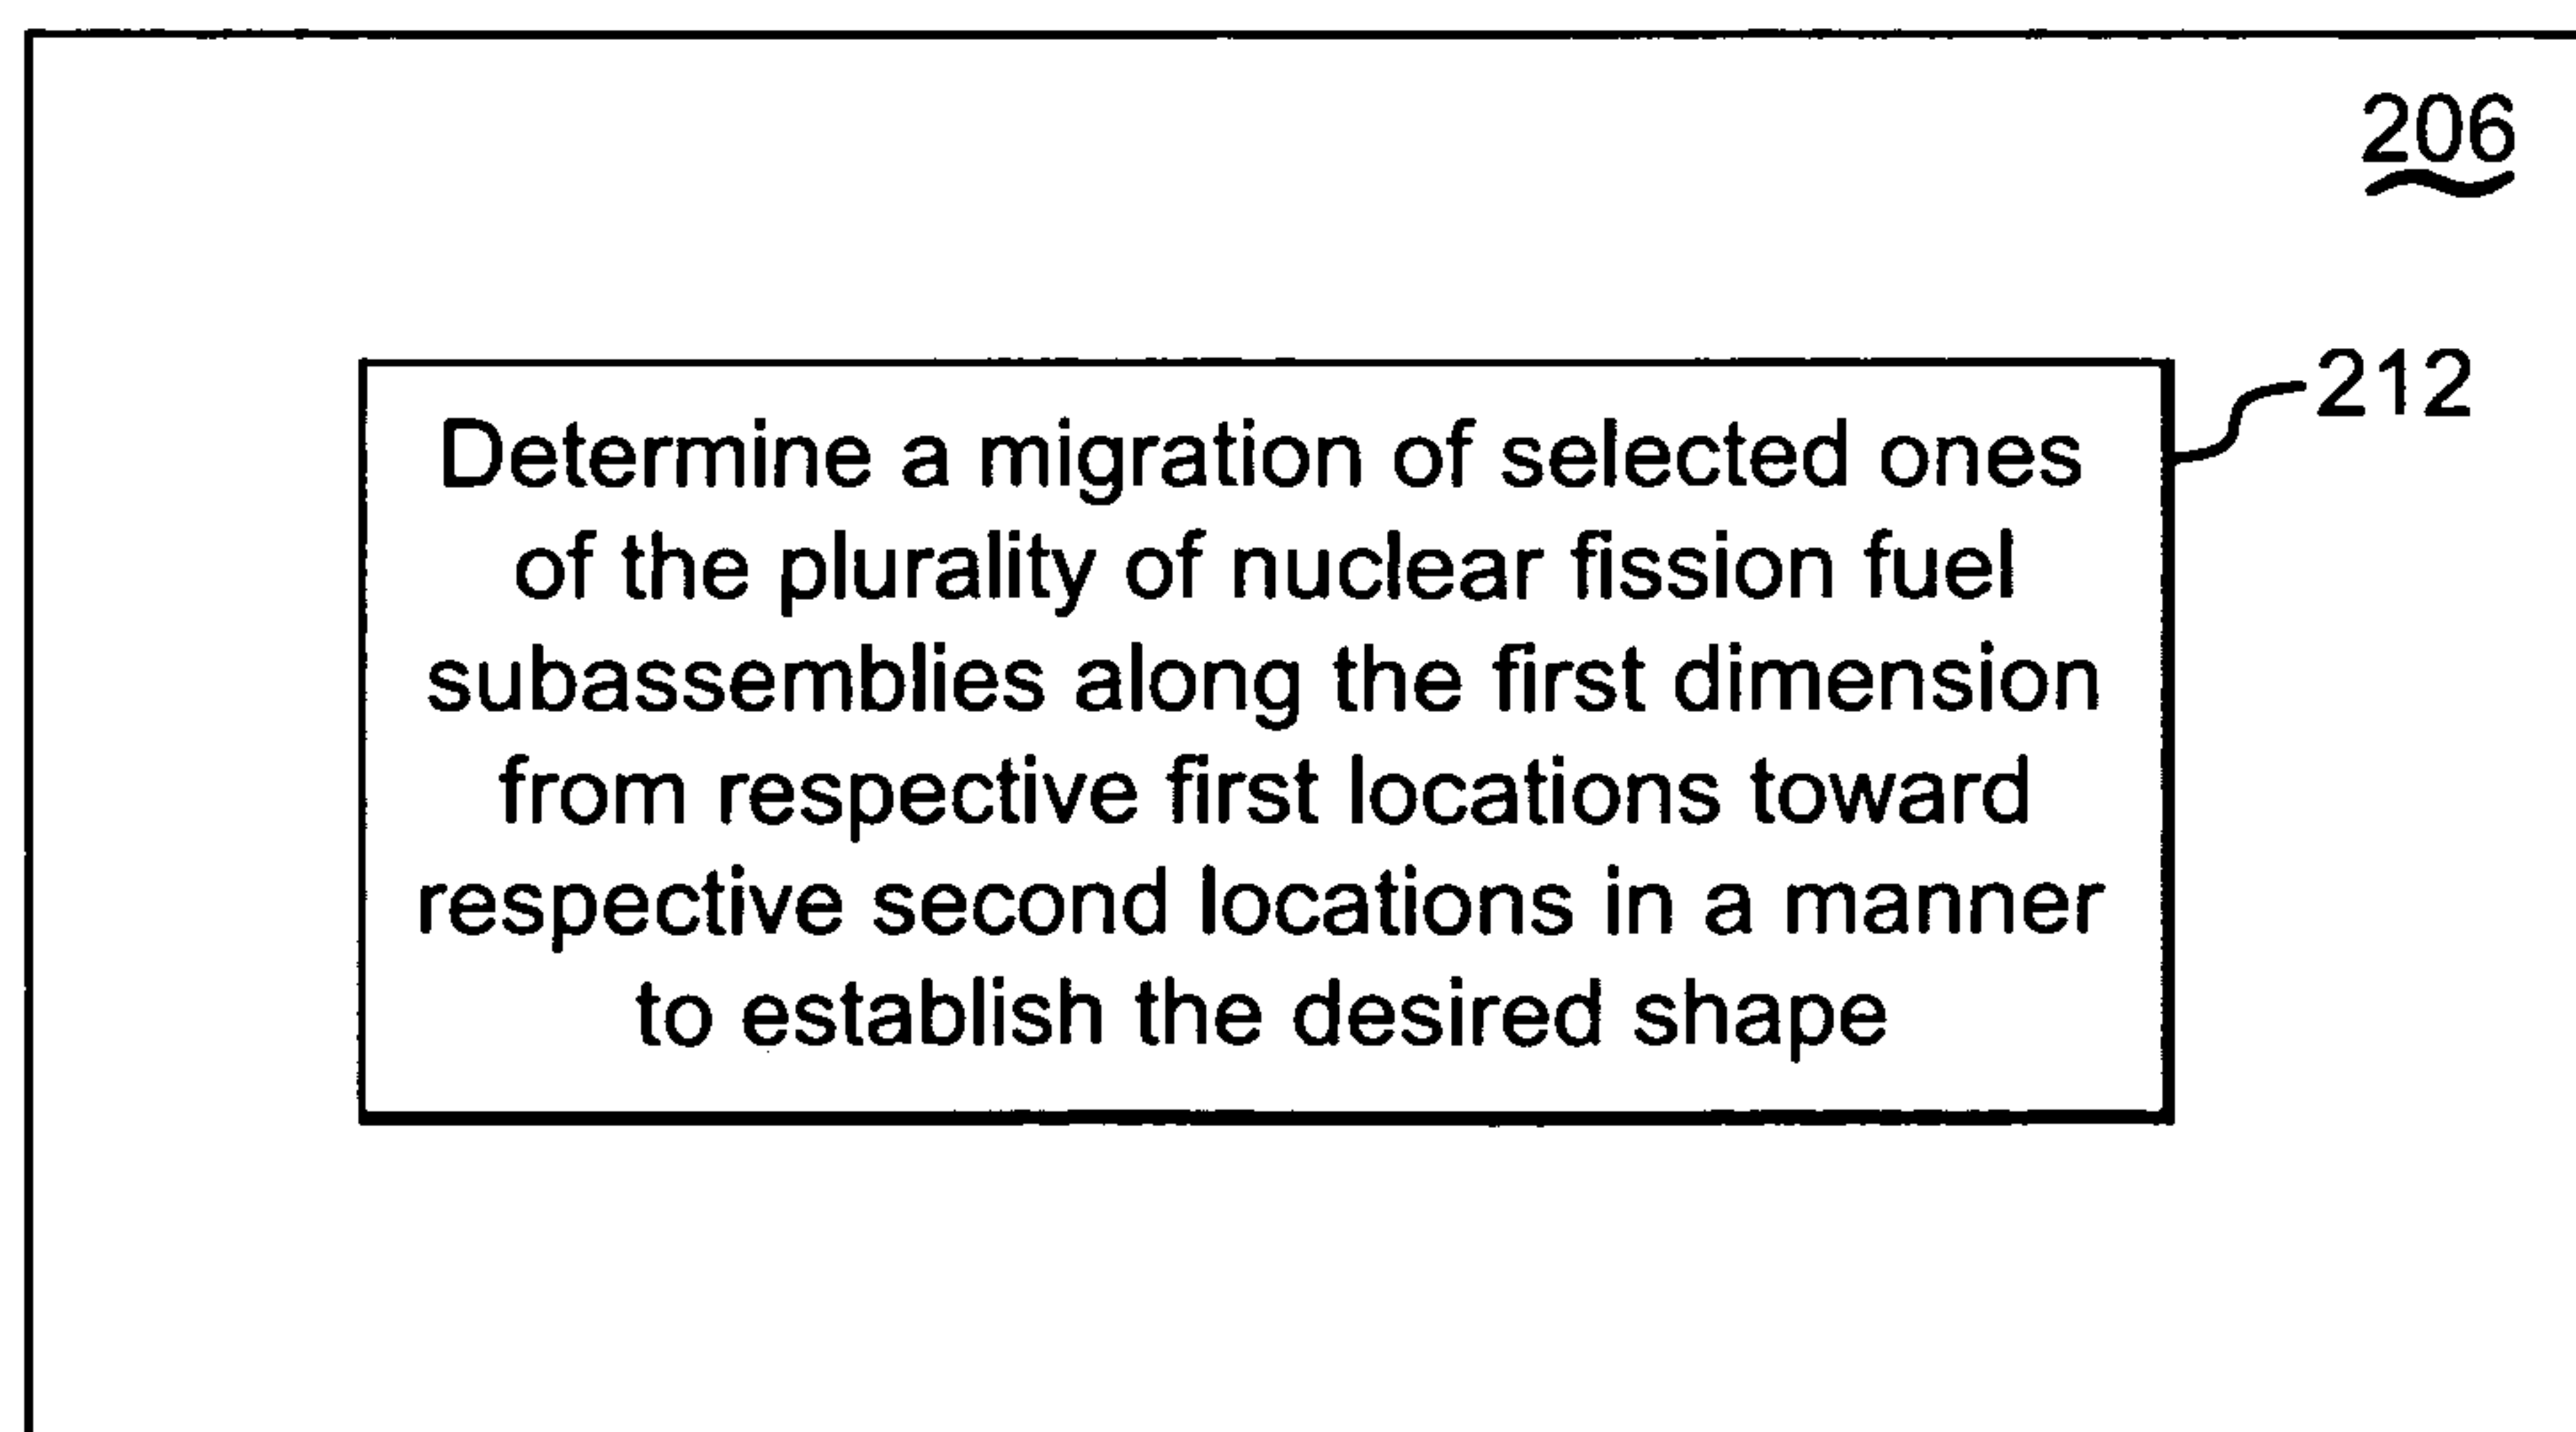 206
212
Determine a migration of selected ones
of the plurality of nuclear fission fuel
subassemblies along the first dimension
from respective first locations toward
respective second locations in a manner
to establish the desired shape